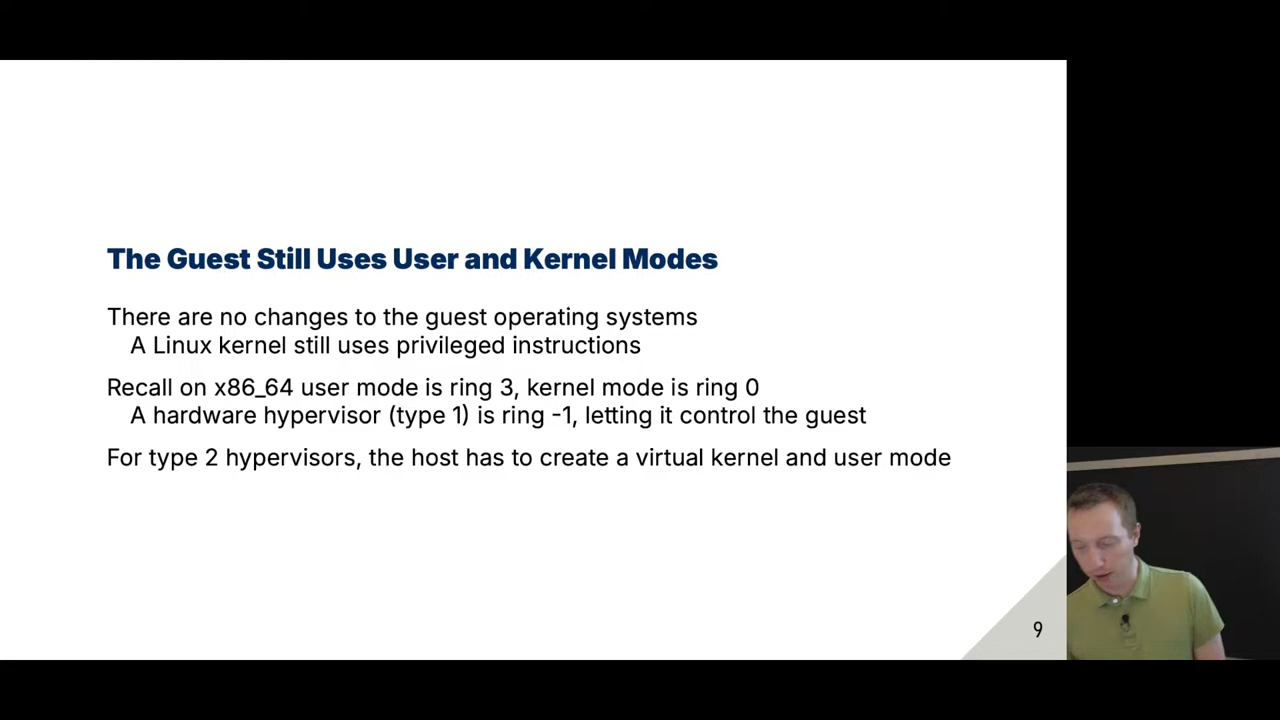 The Guest Still Uses User and Kernel Modes
There are no changes to the guest operating systems
A Linux kernel still uses privileged instructions
Recall on x86_64 user mode is ring 3, kernel mode is ring 0
A hardware hypervisor (type 1) is ring -1, letting it control the guest
For type 2 hypervisors, the host has to create a virtual kernel and user mode
9